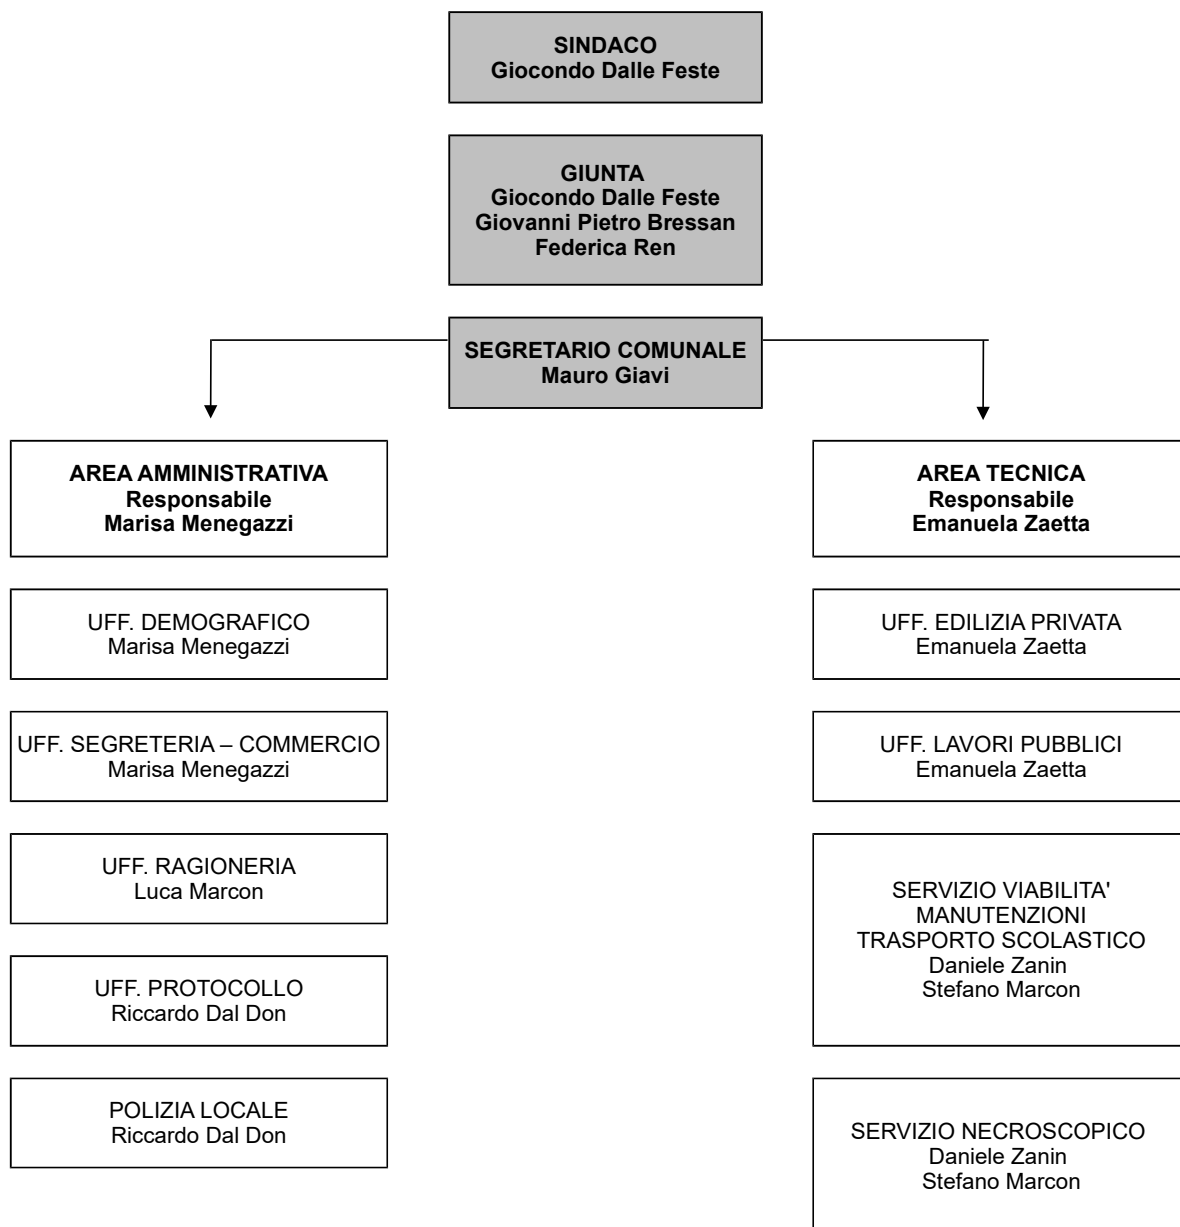 SINDACO
Giocondo Dalle Feste
GIUNTA
Giocondo Dalle Feste
Giovanni Pietro Bressan
Federica Ren
SEGRETARIO COMUNALE
Mauro Giavi
AREA AMMINISTRATIVA
Responsabile
Marisa Menegazzi
UFF. DEMOGRAFICO
Marisa Menegazzi
UFF. SEGRETERIA – COMMERCIO
Marisa Menegazzi
UFF. RAGIONERIA
Luca Marcon
UFF. PROTOCOLLO
Riccardo Dal Don
POLIZIA LOCALE
Riccardo Dal Don
AREA TECNICA
Responsabile
Emanuela Zaetta
UFF. EDILIZIA PRIVATA
Emanuela Zaetta
UFF. LAVORI PUBBLICI
Emanuela Zaetta
SERVIZIO VIABILITA'
MANUTENZIONI
TRASPORTO SCOLASTICO
Daniele Zanin
Stefano Marcon
SERVIZIO NECROSCOPICO
Daniele Zanin
Stefano Marcon